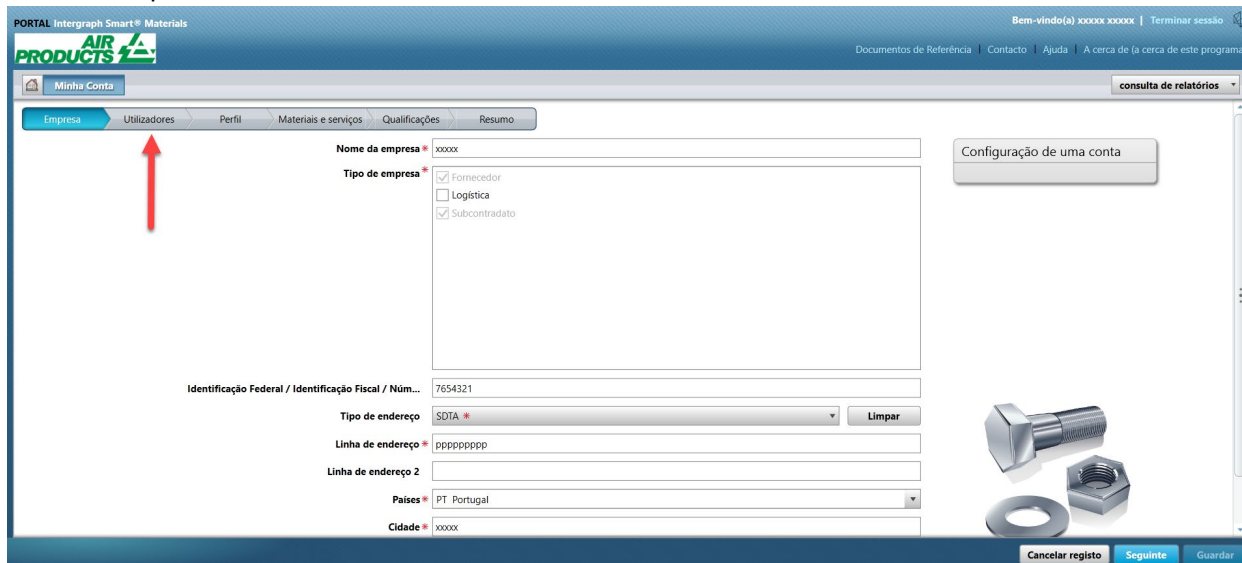 PORTAL Intergraph Smart® Materials
Bem-vindo(a) xxxxx xxxxx | Terminar sessão
AIR
PRODUCTS
Documentos de Referência | Contacto | Ajuda | A cerca de (a cerca de este programa
Minha Conta
consulta de relatórios
Empresa Utilizadores Perfil Materiais e serviços Qualificações Resumo
Nome da empresa* xxxxx
Configuração de uma conta
Tipo de empresa*
Fornecedor
Logística
Subcontradato
Identificação Federal / Identificação Fiscal / Núm... 7654321
Tipo de endereço SDTA * Limpar
Linha de endereço* ppppppppp
Linha de endereço 2
Países* PT Portugal
Cidade* xxxxx
Cancelar registo Seguinte Guardar